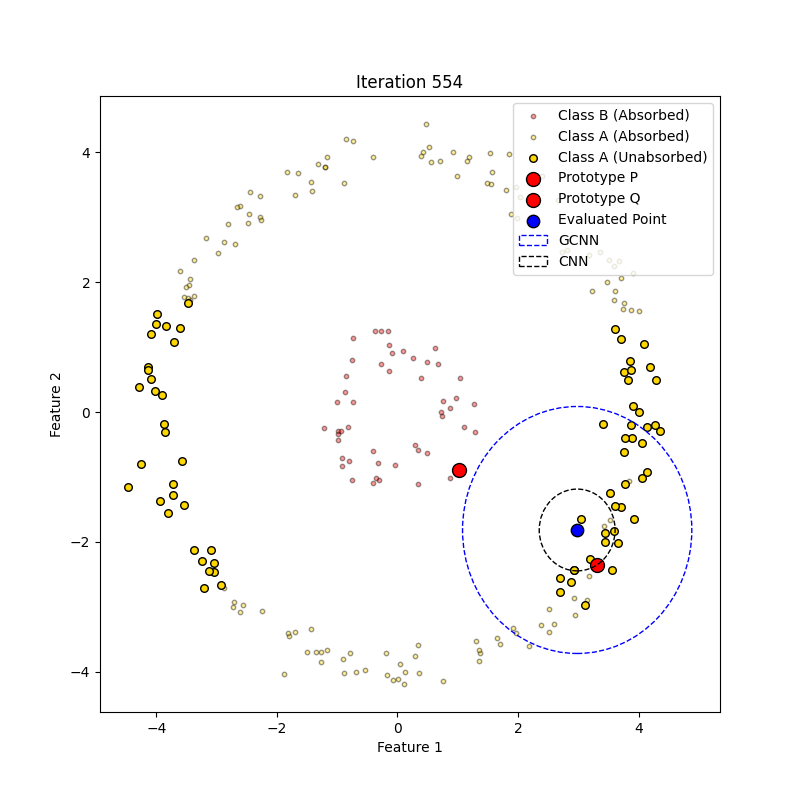 Iteration 554
Class B (Absorbed)
Class A (Absorbed)
Class A (Unabsorbed)
Prototype P
Prototype Q
Evaluated Point
GCNN
CNN
4
2
0
−2
−4
Feature 2
−4
−2
0
2
4
Feature 1